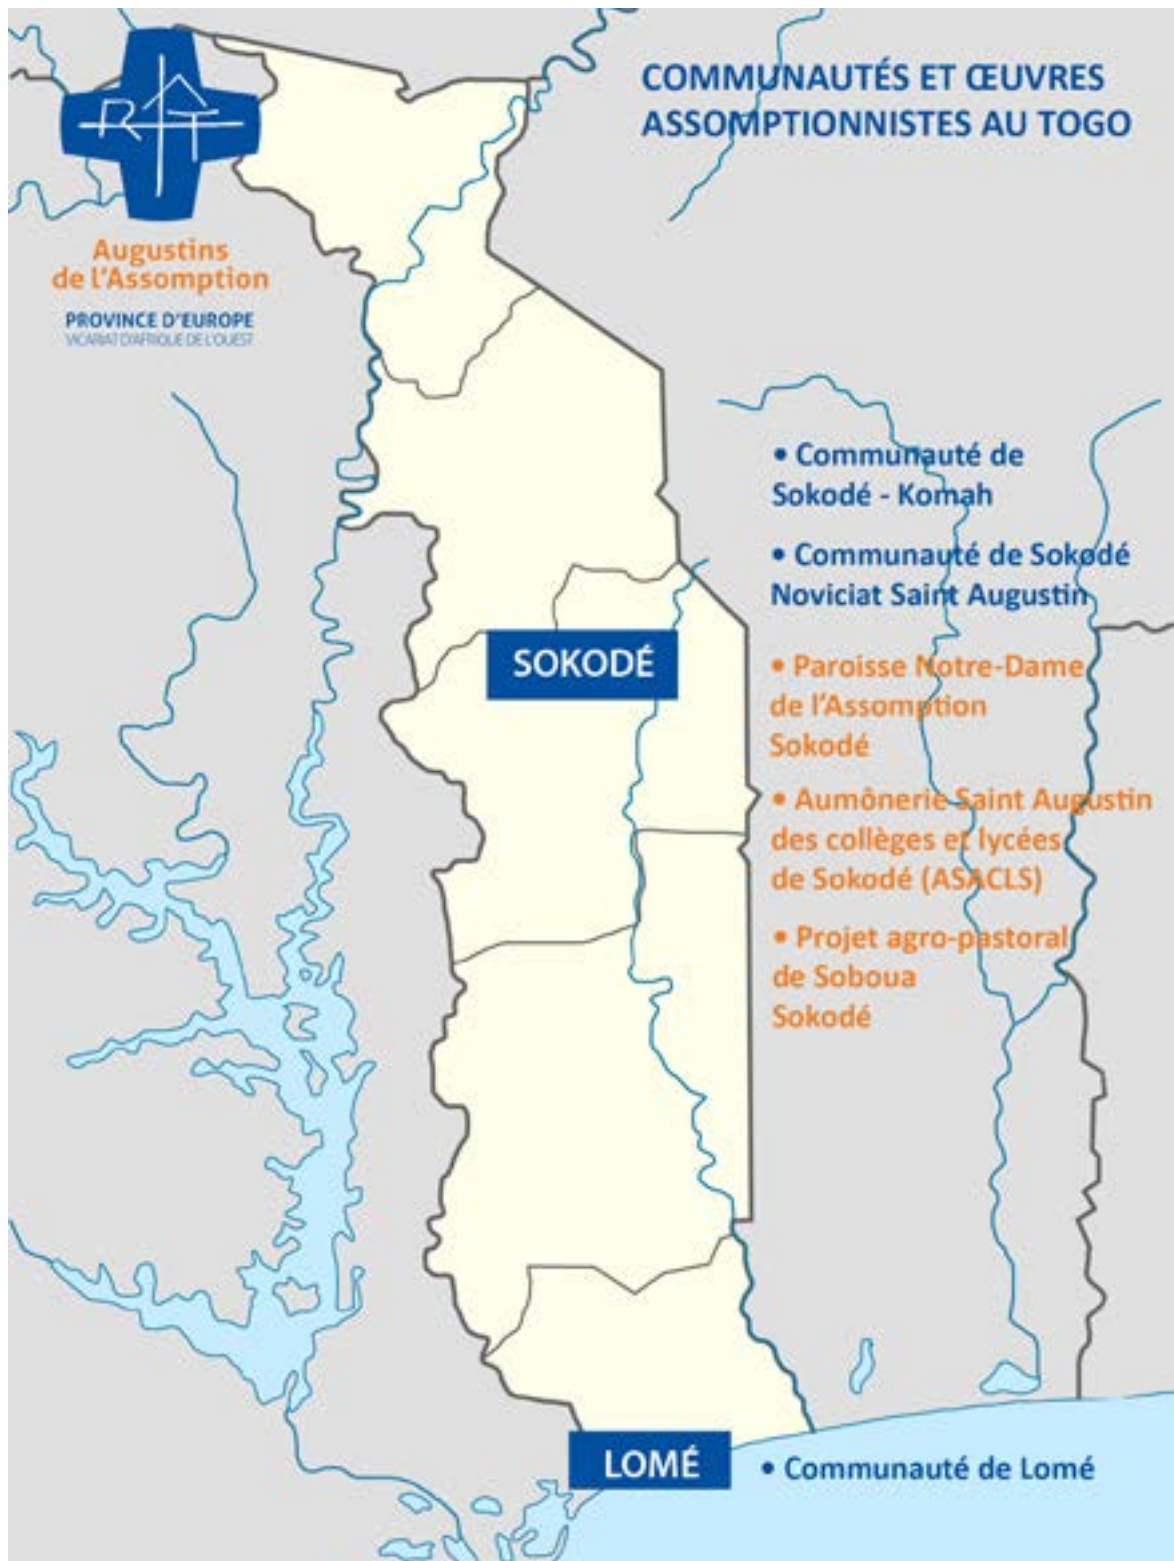 COMMUNAUTÉS ET ŒUVRES
ASSOMPTIONNISTES AU TOGO
RAT
Augustins
de l'Assomption
PROVINCE D'EUROPE
VICARIAT D'AFRIQUE DE L'OUEST
• Communauté de
Sokodé - Komah
• Communauté de Sokodé
Noviciat Saint Augustin
SOKODÉ
• Paroisse Notre-Dame
de l'Assomption
Sokodé
• Aumônerie Saint Augustin
des collèges et lycées
de Sokodé (ASACLS)
• Projet agro-pastoral
de Soboua
Sokodé
LOMÉ
• Communauté de Lomé